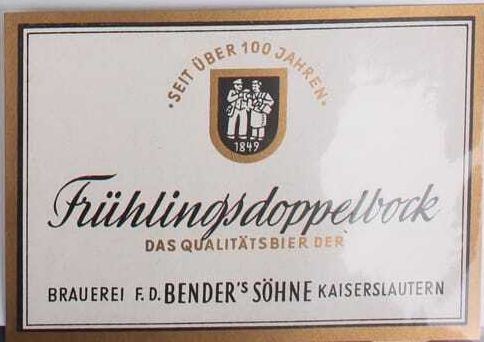 · SEIT ÜBER 100 JAHREN ·
1849
Frühlingsdoppelbock
DAS QUALITÄTSBIER DER
BRAUEREI F. D. BENDER'S SÖHNE KAISERSLAUTERN